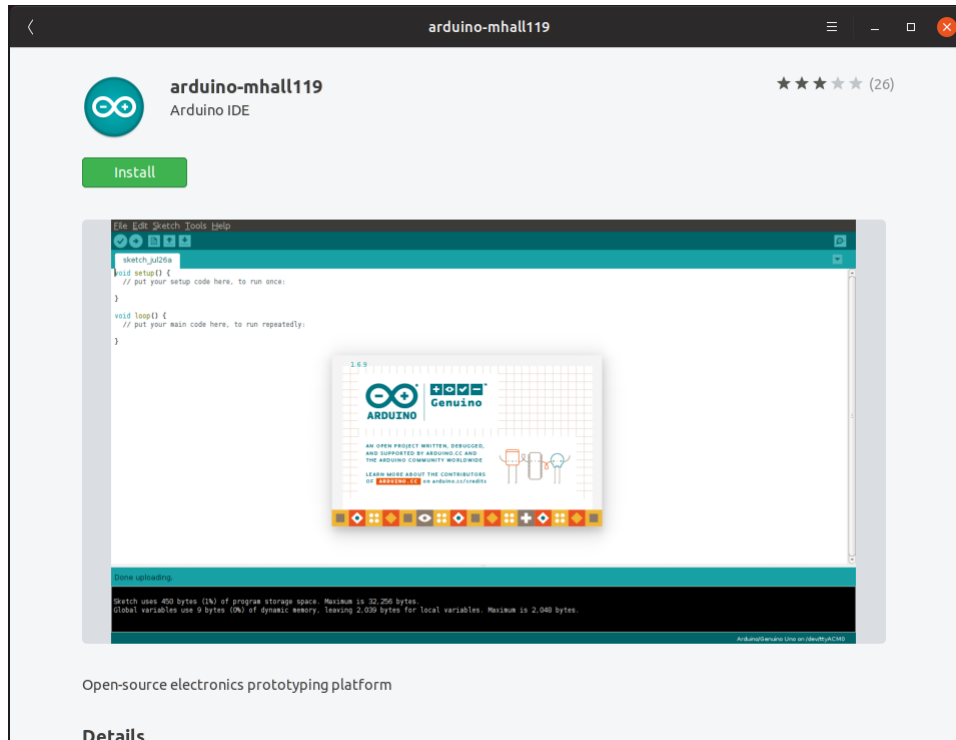 arduino-mhall119
arduino-mhall119
Arduino IDE
(26)
Install
File Edit Sketch Tools Help
sketch_jul26a
void setup() {
// put your setup code here, to run once:
}
void loop() {
// put your main code here, to run repeatedly:
}
1.6.9
ARDUINO
Genuino
AN OPEN PROJECT WRITTEN, DEBUGGED,
AND SUPPORTED BY ARDUINO.CC AND
THE ARDUINO COMMUNITY WORLDWIDE
LEARN MORE ABOUT THE CONTRIBUTORS
OF ARDUINO.CC on arduino.cc/credits
Done uploading.
Sketch uses 450 bytes (1%) of program storage space. Maximum is 32,256 bytes.
Global variables use 9 bytes (0%) of dynamic memory, leaving 2,039 bytes for local variables. Maximum is 2,048 bytes.
Arduino/Genuino Uno on /dev/ttyACM0
Open-source electronics prototyping platform
Details